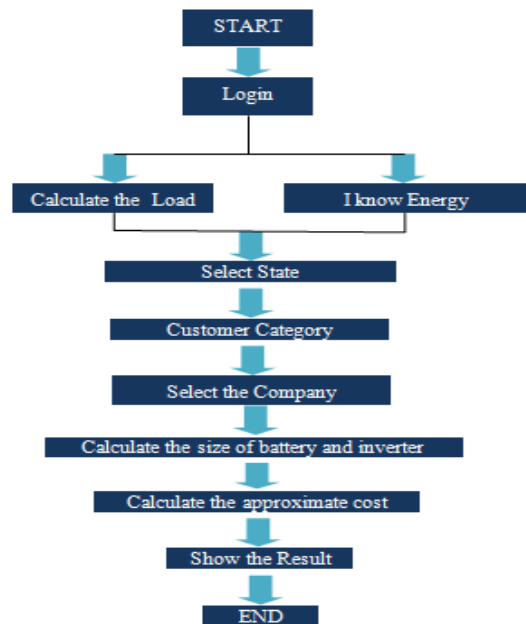 START
Login
Calculate the Load
I know Energy
Select State
Customer Category
Select the Company
Calculate the size of battery and inverter
Calculate the approximate cost
Show the Result
END